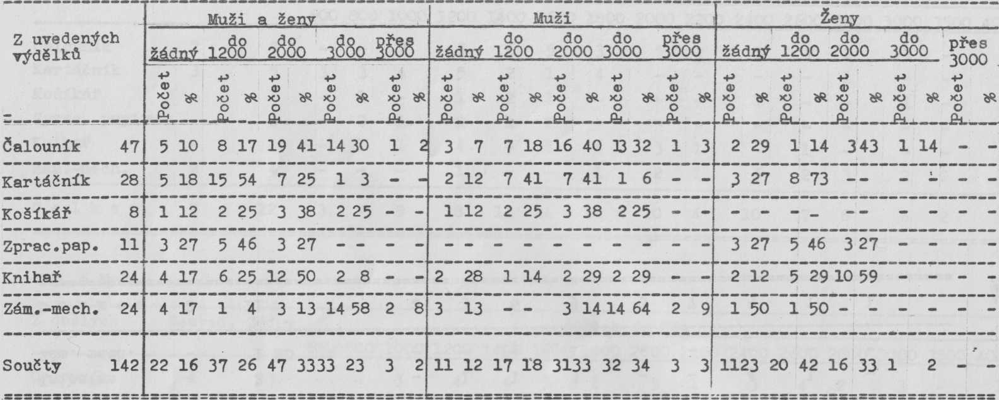 Muži a ženy Muži Ženy
Z uvedených výdělků
žádný do 1200 do 2000 do 3000 přes 3000 žádný do 1200 do 2000 do 3000 přes 3000 žádný do 1200 do 2000 do 3000 přes 3000
Počet % Počet % Počet % Počet % Počet % Počet % Počet % Počet % Počet % Počet % Počet % Počet % Počet % Počet % Počet %
Čalouník 47 5 10 8 17 19 41 14 30 1 2 3 7 7 18 16 40 13 32 1 3 2 29 1 14 3 43 1 14 - -
Kartáčník 28 5 18 15 54 7 25 1 3 - - 2 12 7 41 7 41 1 6 - - 3 27 8 73 - - - - - -
Košíkář 8 1 12 2 25 3 38 2 25 - - 1 12 2 25 3 38 2 25 - - - - - - - - - - - -
Zprac.pap. 11 3 27 5 46 3 27 - - - - - - - - - - - - - - 3 27 5 46 3 27 - - - -
Knihař 24 4 17 6 25 12 50 2 8 - - 2 28 1 14 2 29 2 29 - - 2 12 5 29 10 59 - - - -
Zám.-mech. 24 4 17 1 4 3 13 14 58 2 8 3 13 - - 3 14 14 64 2 9 1 50 1 50 - - - - - -
Součty 142 22 16 37 26 47 33 33 23 3 2 11 12 17 18 31 33 32 34 3 3 11 23 20 42 16 33 1 2 - -